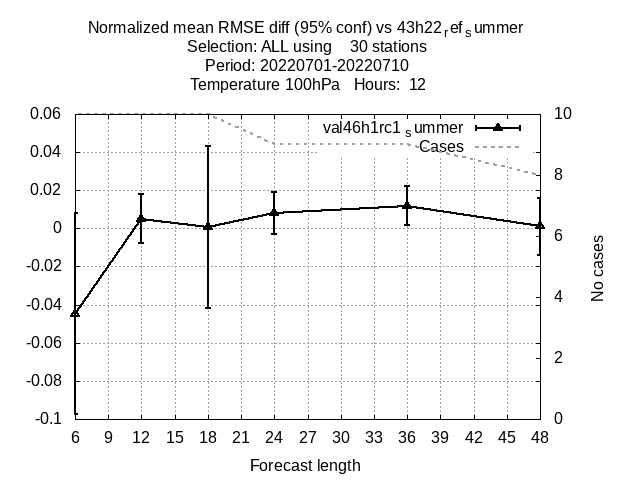 Normalized mean RMSE diff (95% conf) vs 43h22refsummer
Selection: ALL using 30 stations
Period: 20220701-20220710
Temperature 100hPa Hours: 12
val46h1rc1summer
Cases
0.06
0.04
0.02
0
-0.02
-0.04
-0.06
-0.08
-0.1
10
8
6
4
2
0
No cases
6 9 12 15 18 21 24 27 30 33 36 39 42 45 48
Forecast length